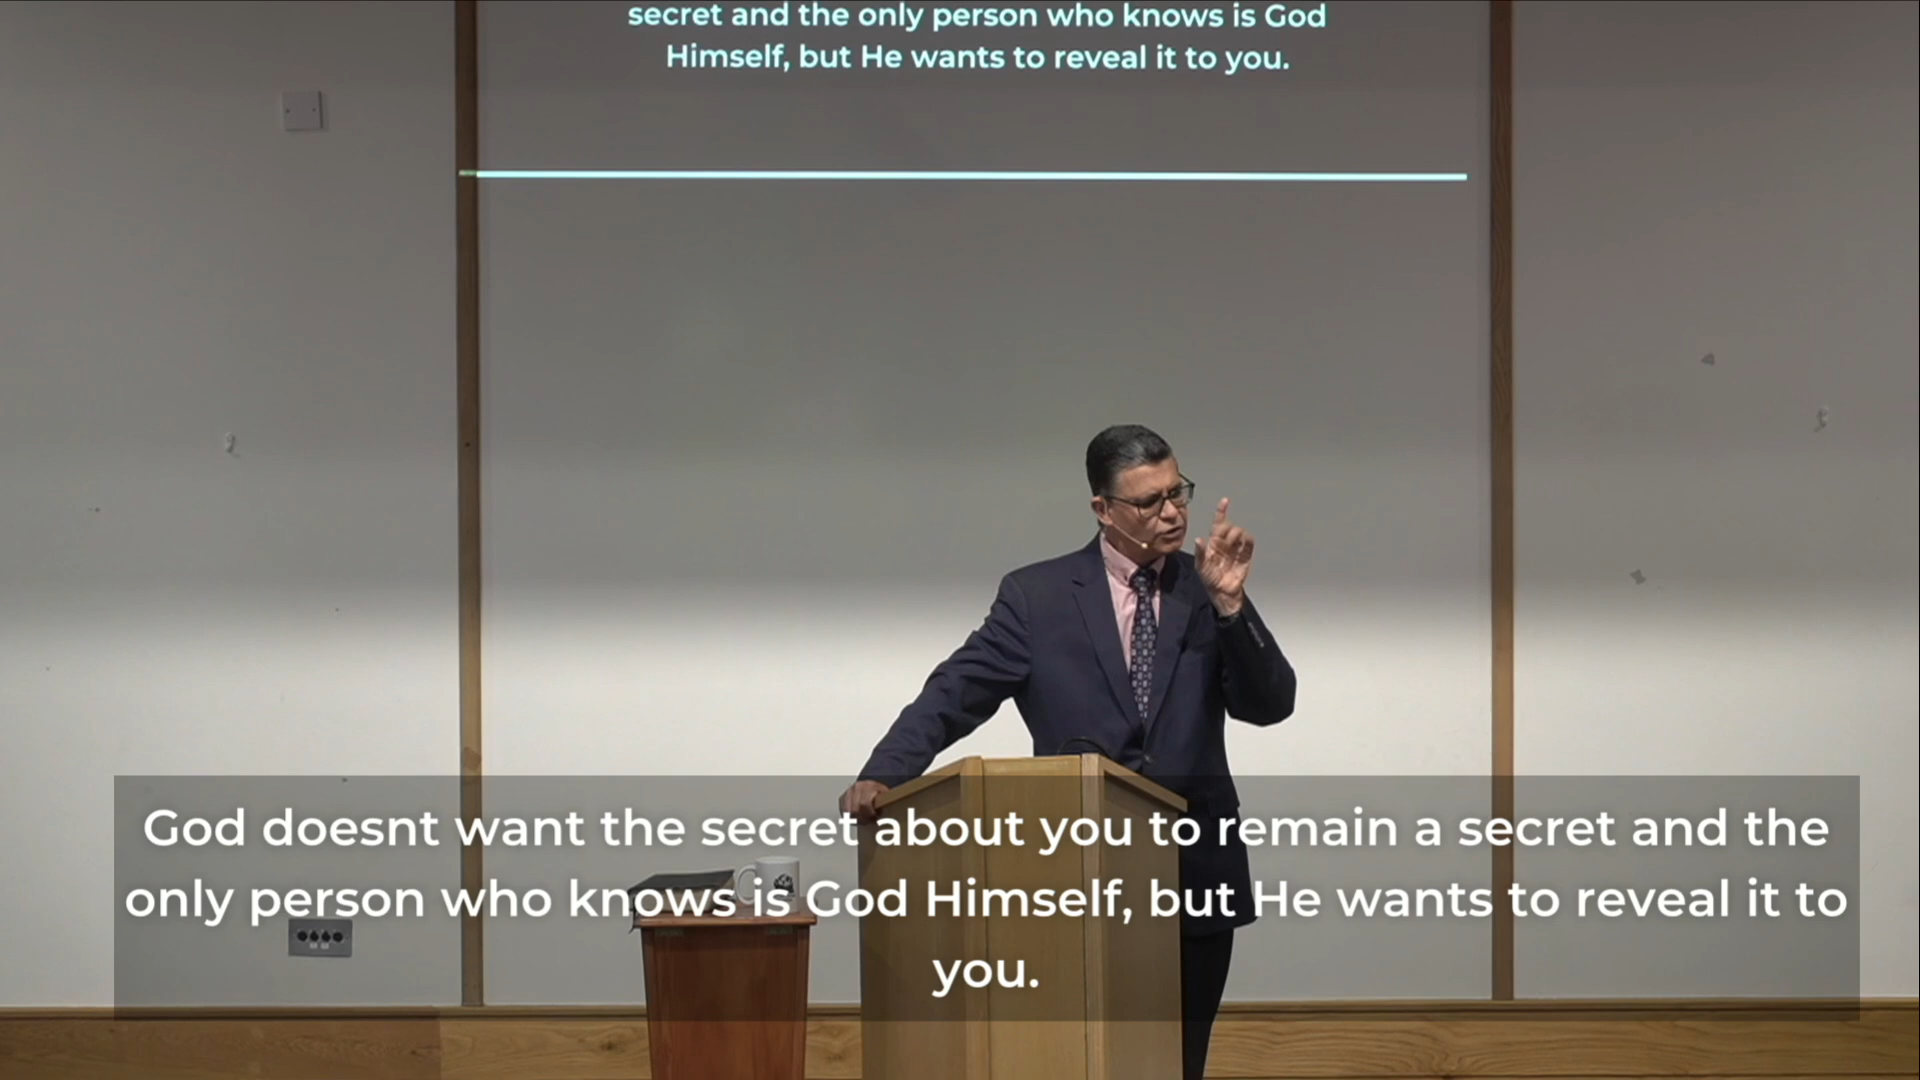 secret and the only person who knows is God
Himself, but He wants to reveal it to you.
God doesnt want the secret about you to remain a secret and the
only person who knows is God Himself, but He wants to reveal it to
you.